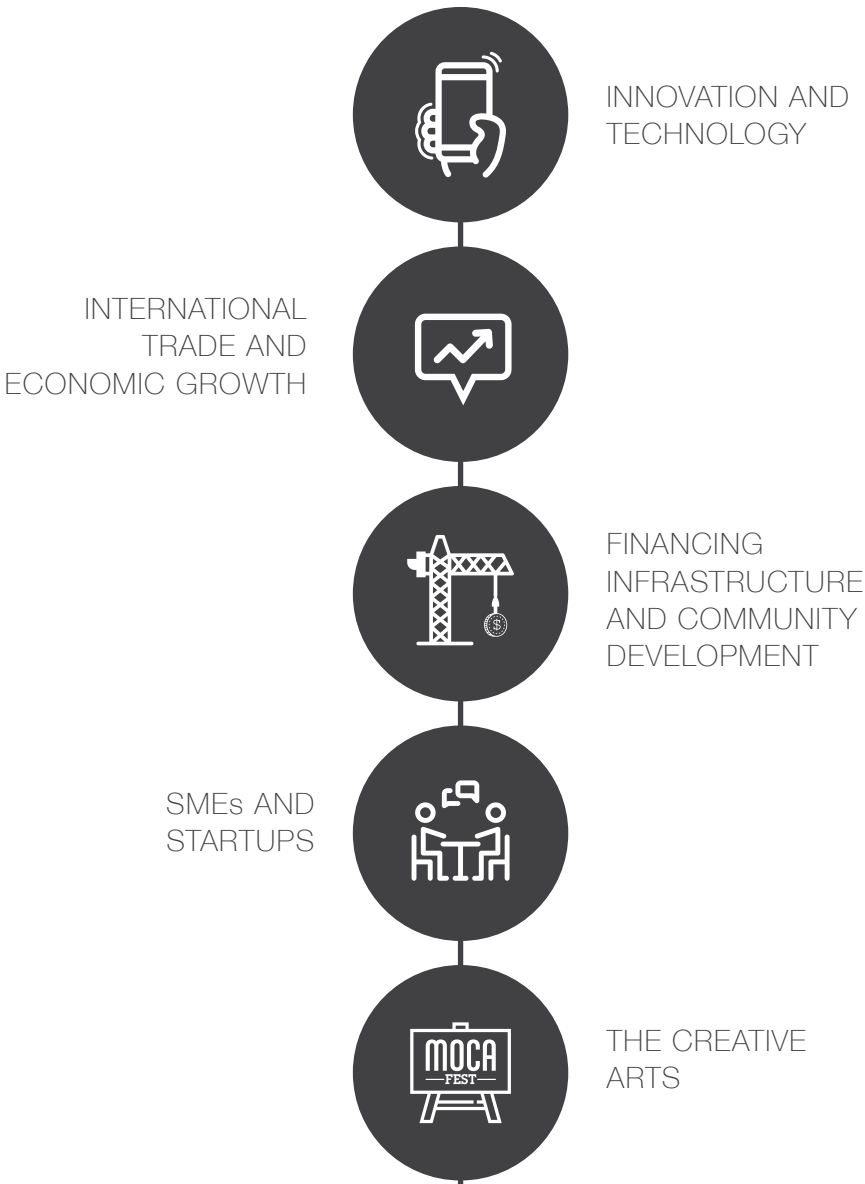 INNOVATION AND
TECHNOLOGY
INTERNATIONAL
TRADE AND
ECONOMIC GROWTH
FINANCING
INFRASTRUCTURE
AND COMMUNITY
DEVELOPMENT
$
SMEs AND
STARTUPS
MOCA
FEST
THE CREATIVE
ARTS